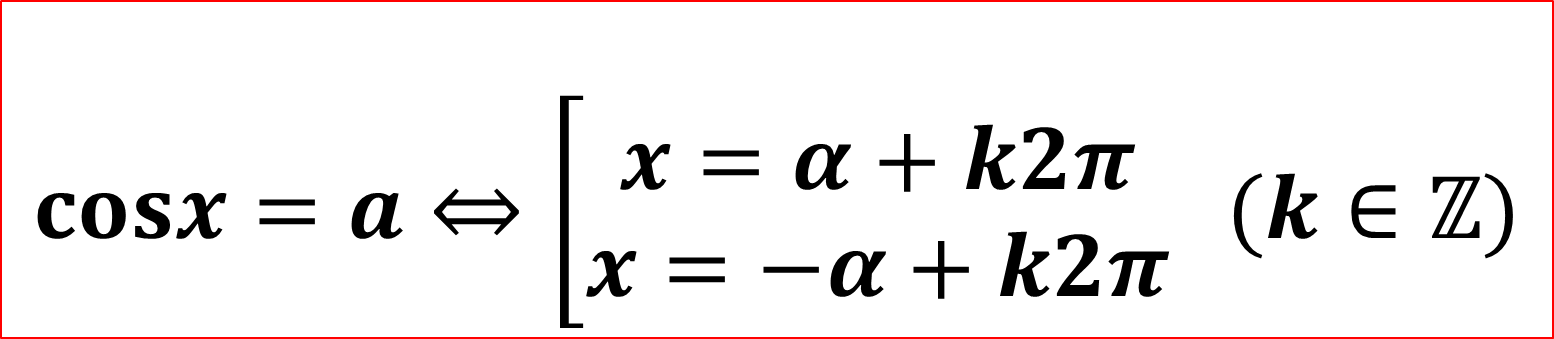 x = α + k2π
cosx = a ⇔ [ (k ∈ ℤ)
x = −α + k2π